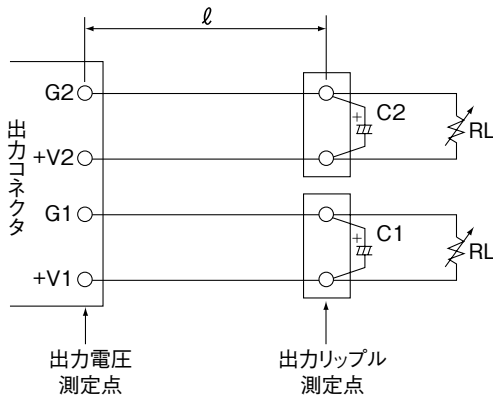 ℓ
G2
+
C2
RL
+V2
出力コネクタ
G1
+
C1
RL
+V1
出力電圧
測定点
出力リップル
測定点